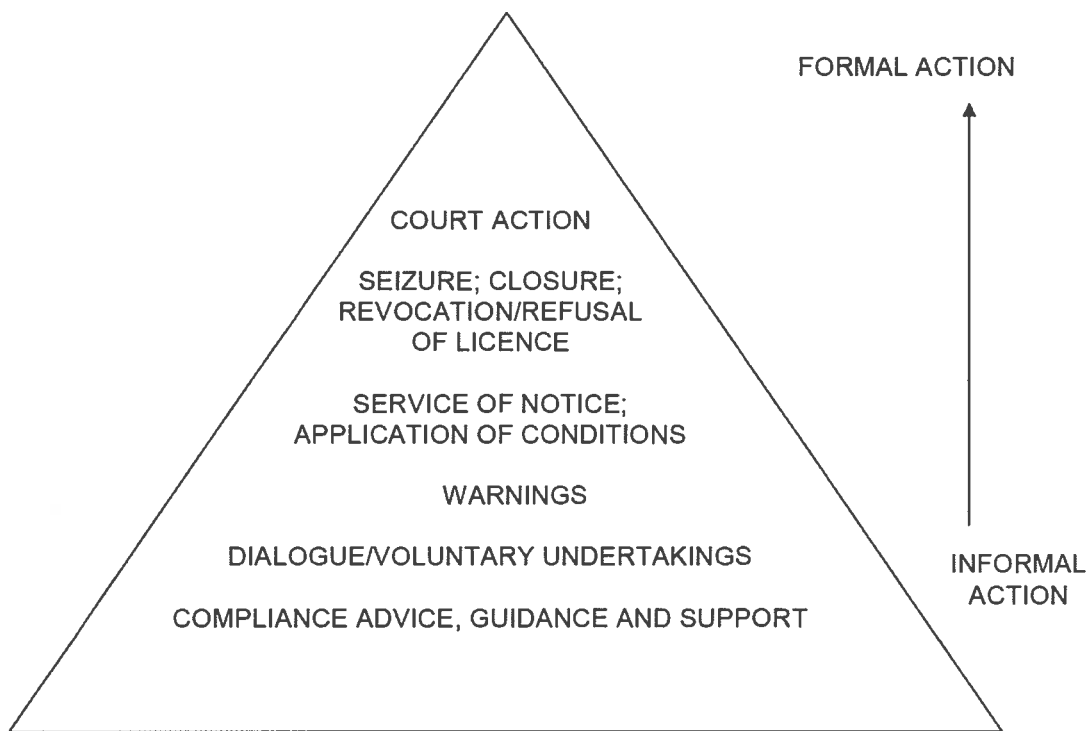 FORMAL ACTION
COURT ACTION
SEIZURE; CLOSURE;
REVOCATION/REFUSAL
OF LICENCE
SERVICE OF NOTICE;
APPLICATION OF CONDITIONS
WARNINGS
DIALOGUE/VOLUNTARY UNDERTAKINGS
INFORMAL
ACTION
COMPLIANCE ADVICE, GUIDANCE AND SUPPORT